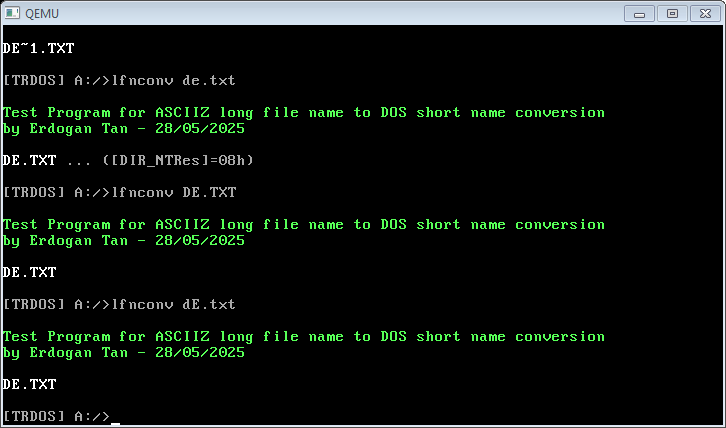 QEMU
DE~1.TXT
[TRDOS] A:/>lfnconv de.txt
Test Program for ASCIIZ long file name to DOS short name conversion
by Erdogan Tan - 28/05/2025
DE.TXT ... ([DIR_NTRes]=08h)
[TRDOS] A:/>lfnconv DE.TXT
Test Program for ASCIIZ long file name to DOS short name conversion
by Erdogan Tan - 28/05/2025
DE.TXT
[TRDOS] A:/>lfnconv dE.txt
Test Program for ASCIIZ long file name to DOS short name conversion
by Erdogan Tan - 28/05/2025
DE.TXT
[TRDOS] A:/>_